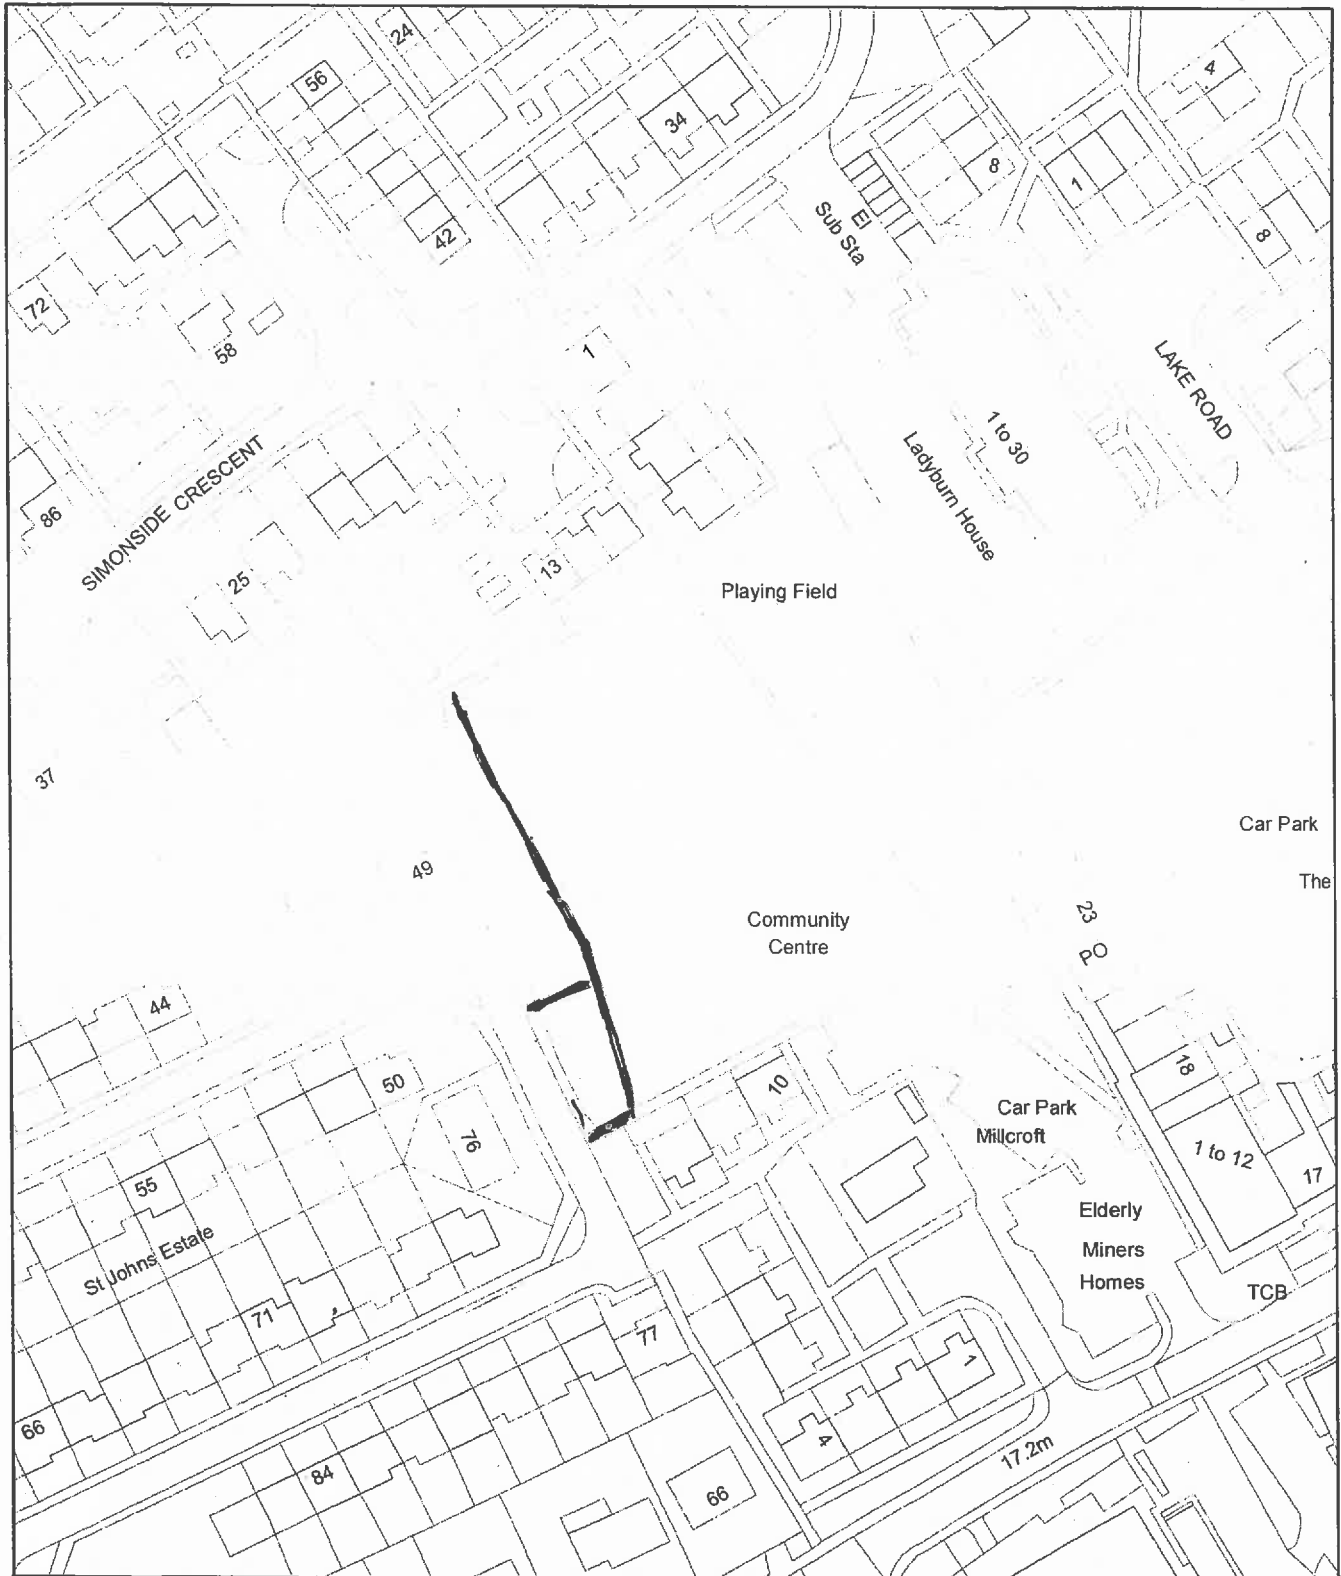 24
56
4
34
8
1
El
Sub Sta
42
8
72
58
1
LAKE ROAD
1 to 30
Ladyburn House
SIMONSIDE CRESCENT
86
25
13
Playing Field
37
Car Park
49
The
23
PO
Community
Centre
44
50
10
18
Car Park
Millcroft
76
1 to 12
55
17
Elderly
Miners
Homes
St Johns Estate
TCB
71
77
1
66
4
84
17.2m
66